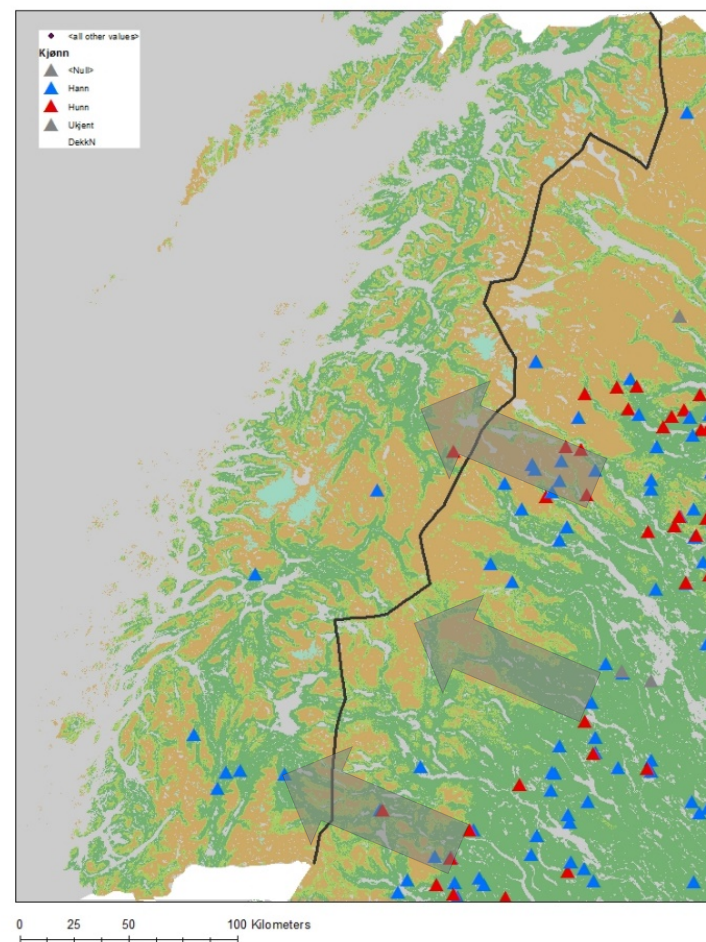 <all other values>
Kjønn
<Null>
Hann
Hunn
Ukjent
DekkN
0 25 50 100 Kilometers